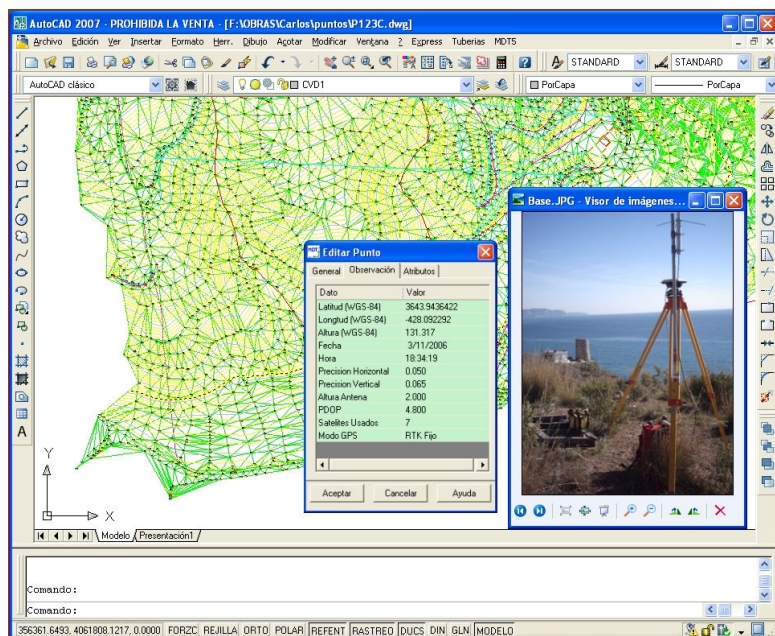 AutoCAD 2007 - PROHIBIDA LA VENTA - [F:\OBRAS\Carlos\puntos\P123C.dwg]
Archivo Edición Ver Insertar Formato Herr. Dibujo Acotar Modificar Ventana ? Express Tuberias MDT5
STANDARD STANDARD
AutoCAD clásico CVD1 PorCapa PorCapa
Base.JPG - Visor de imágenes...
Editar Punto
General Observación Atributos
Dato Valor
Latitud (WGS-84) 3643.9436422
Longtud (WGS-84) -428.092292
Altura (WGS-84) 131.317
Fecha 3/11/2006
Hora 18:34:19
Precision Horizontal 0.050
Precision Vertical 0.065
Altura Antena 2.000
PDOP 4.800
Satelites Usados 7
Modo GPS RTK Fijo
Aceptar Cancelar Ayuda
Y
X
Modelo Presentación1
Comando:
Comando:
356361.6493, 4061808.1217, 0.0000 FORZC REJILLA ORTO POLAR REFENT RASTREO DUCS DIN GLN MODELO